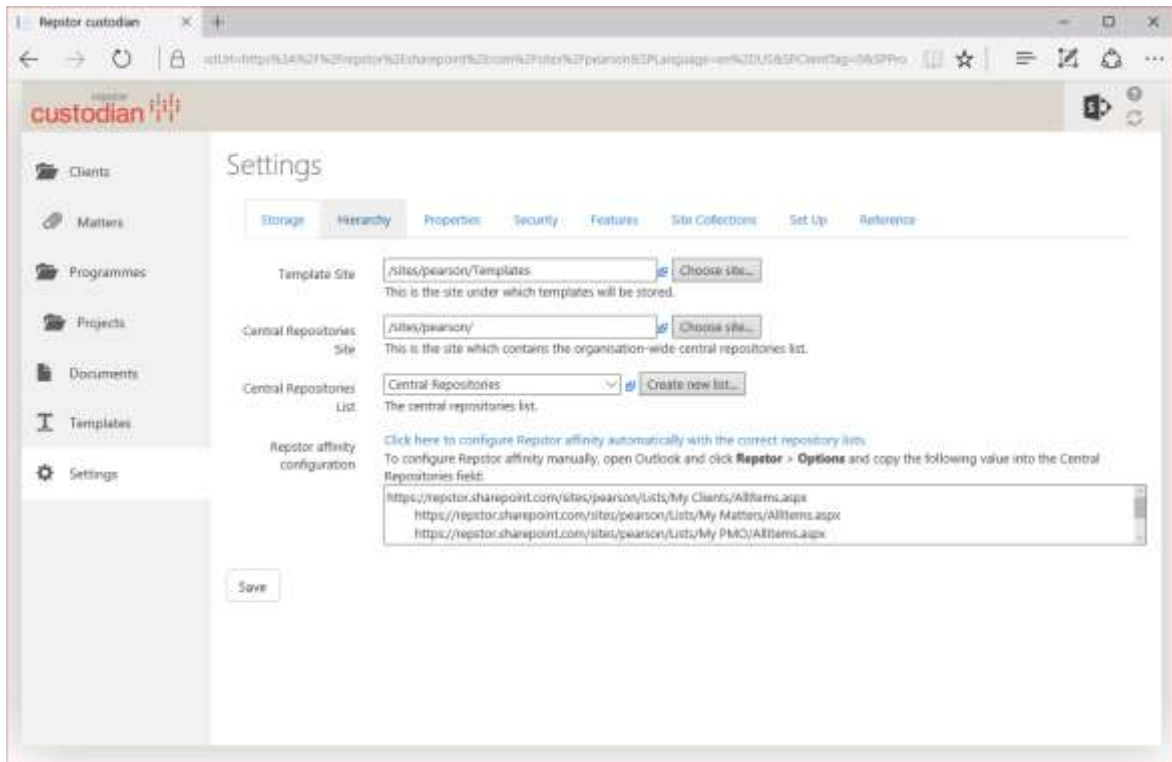 Repstor custodian
repstor
custodian
Clients
Matters
Programmes
Projects
Documents
Templates
Settings
Settings
Storage Hierarchy Properties Security Features Site Collections Set Up Reference
Template Site /sites/pearson/Templates Choose site...
This is the site under which templates will be stored.
Central Repositories Site /sites/pearson/ Choose site...
This is the site which contains the organisation-wide central repositories list.
Central Repositories List Central Repositories Create new list...
The central repositories list.
Repstor affinity configuration
Click here to configure Repstor affinity automatically with the correct repository lists.
To configure Repstor affinity manually, open Outlook and click Repstor > Options and copy the following value into the Central
Repositories field:
https://repstor.sharepoint.com/sites/pearson/Lists/My Clients/AllItems.aspx
https://repstor.sharepoint.com/sites/pearson/Lists/My Matters/AllItems.aspx
https://repstor.sharepoint.com/sites/pearson/Lists/My PMO/AllItems.aspx
Save